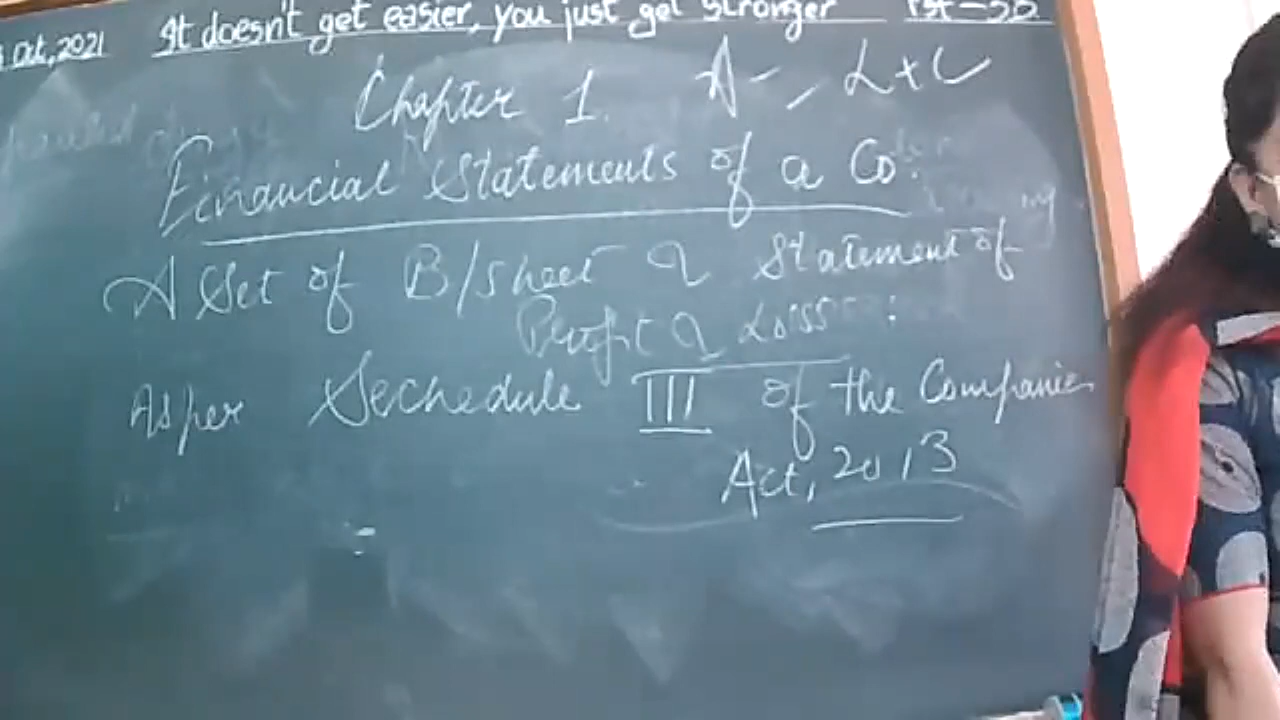 Oct, 2021 It doesn't get easier, you just get stronger
Chapter 1. A = L + C
Financial Statements of a Co.
A Set of B/Sheet & Statement of
Profit & Loss :
As per Sechedule III of the Companies
Act, 2013